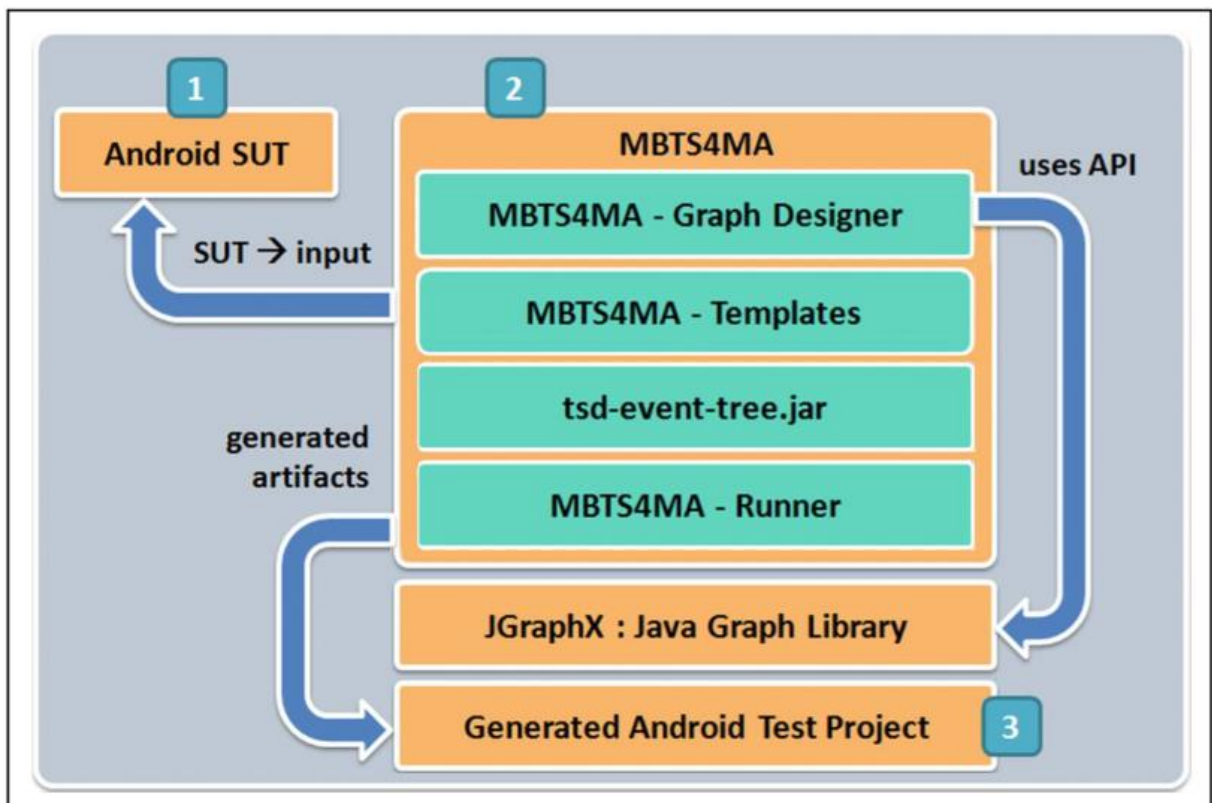 1
Android SUT
2
MBTS4MA
MBTS4MA - Graph Designer
MBTS4MA - Templates
tsd-event-tree.jar
MBTS4MA - Runner
uses API
SUT → input
generated
artifacts
JGraphX : Java Graph Library
Generated Android Test Project
3